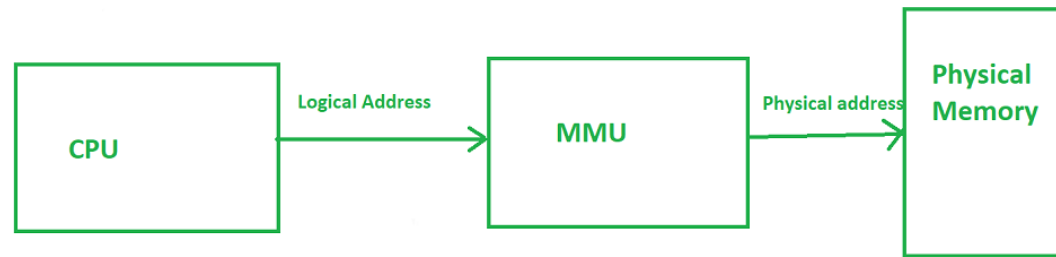 CPU
Logical Address
MMU
Physical address
Physical
Memory